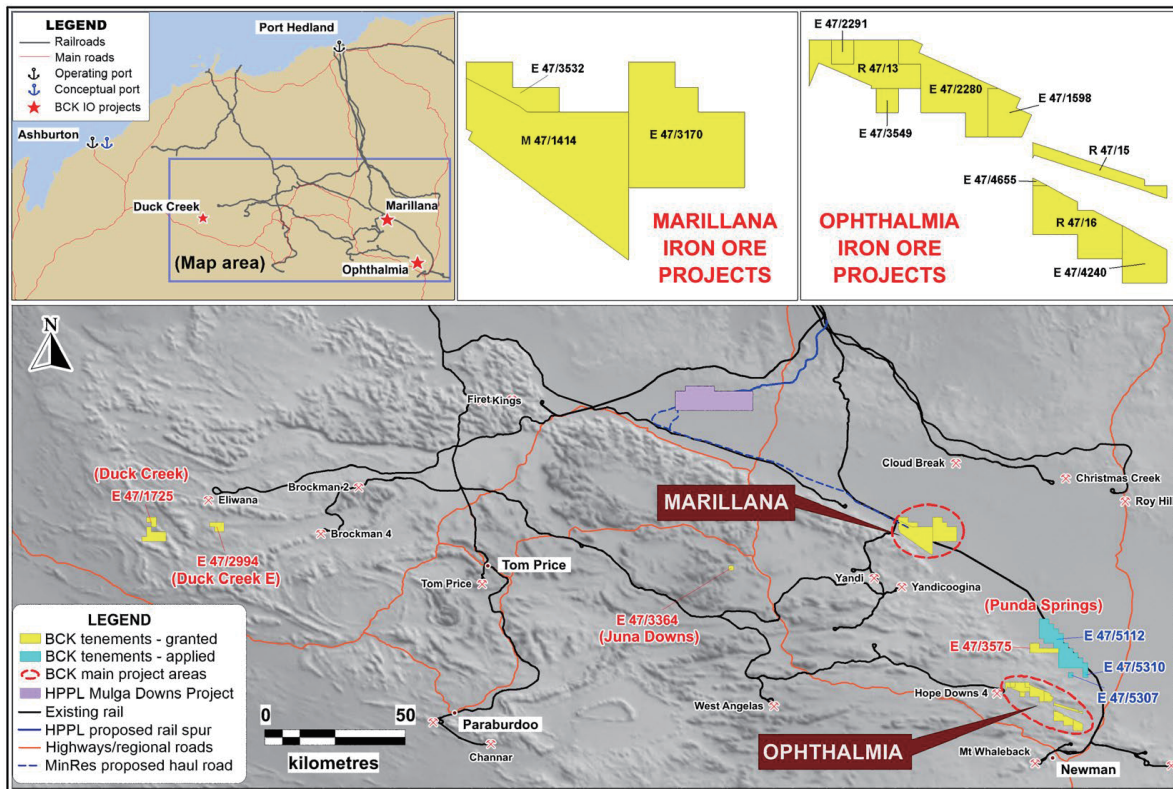 LEGEND
Railroads
Main roads
Operating port
Conceptual port
BCK IO projects
Port Hedland
Ashburton
Duck Creek
Marillana
(Map area)
Ophthalmia
E 47/3532
M 47/1414
E 47/3170
MARILLANA
IRON ORE
PROJECTS
E 47/2291
R 47/13
E 47/2280
E 47/1598
E 47/3549
R 47/15
E 47/4655
R 47/16
E 47/4240
OPHTHALMIA
IRON ORE
PROJECTS
N
Firet Kings
Cloud Break
Christmas Creek
Roy Hill
(Duck Creek)
E 47/1725
Eliwana
Brockman 2
Brockman 4
E 47/2994
(Duck Creek E)
MARILLANA
Tom Price
Tom Price
Yandi
Yandicoogina
E 47/3364
(Juna Downs)
(Punda Springs)
E 47/5112
E 47/3575
E 47/5310
E 47/5307
Hope Downs 4
West Angelas
OPHTHALMIA
Mt Whaleback
Newman
Paraburdoo
Channar
LEGEND
BCK tenements - granted
BCK tenements - applied
BCK main project areas
HPPL Mulga Downs Project
Existing rail
HPPL proposed rail spur
Highways/regional roads
MinRes proposed haul road
0 50
kilometres